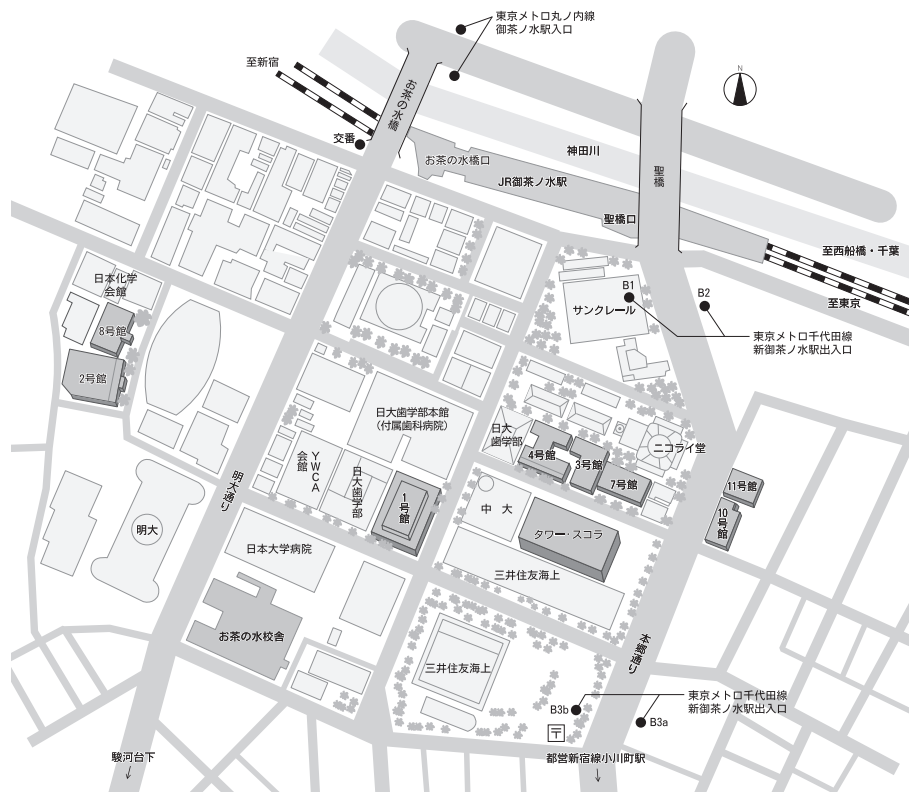 東京メトロ丸ノ内線
御茶ノ水駅入口
N
至新宿
お茶の水橋
交番
神田川
聖橋
お茶の水橋口
JR御茶ノ水駅
聖橋口
至西船橋・千葉
至東京
日本化学
会館
8号館
2号館
B1
サンクレール
B2
東京メトロ千代田線
新御茶ノ水駅出入口
日大歯学部本館
（付属歯科病院）
日大
歯学部
4号館
3号館
7号館
ニコライ堂
YWCA
会館
日大歯学部
1号館
明大通り
明大
中大
タワー・スコラ
11号館
10号館
日本大学病院
三井住友海上
お茶の水校舎
三井住友海上
本郷通り
東京メトロ千代田線
新御茶ノ水駅出入口
B3b
B3a
〒
駿河台下
↓
都営新宿線小川町駅
↓